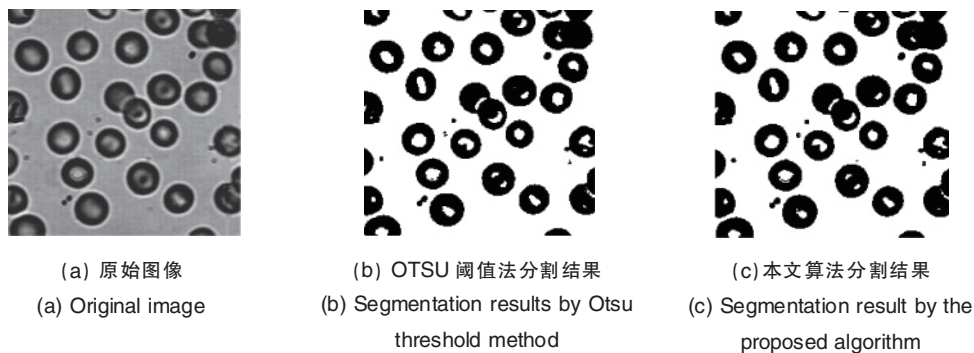 (a) 原始图像
(a) Original image
(b) OTSU 阈值法分割结果
(b) Segmentation results by Otsu
threshold method
(c)本文算法分割结果
(c) Segmentation result by the
proposed algorithm